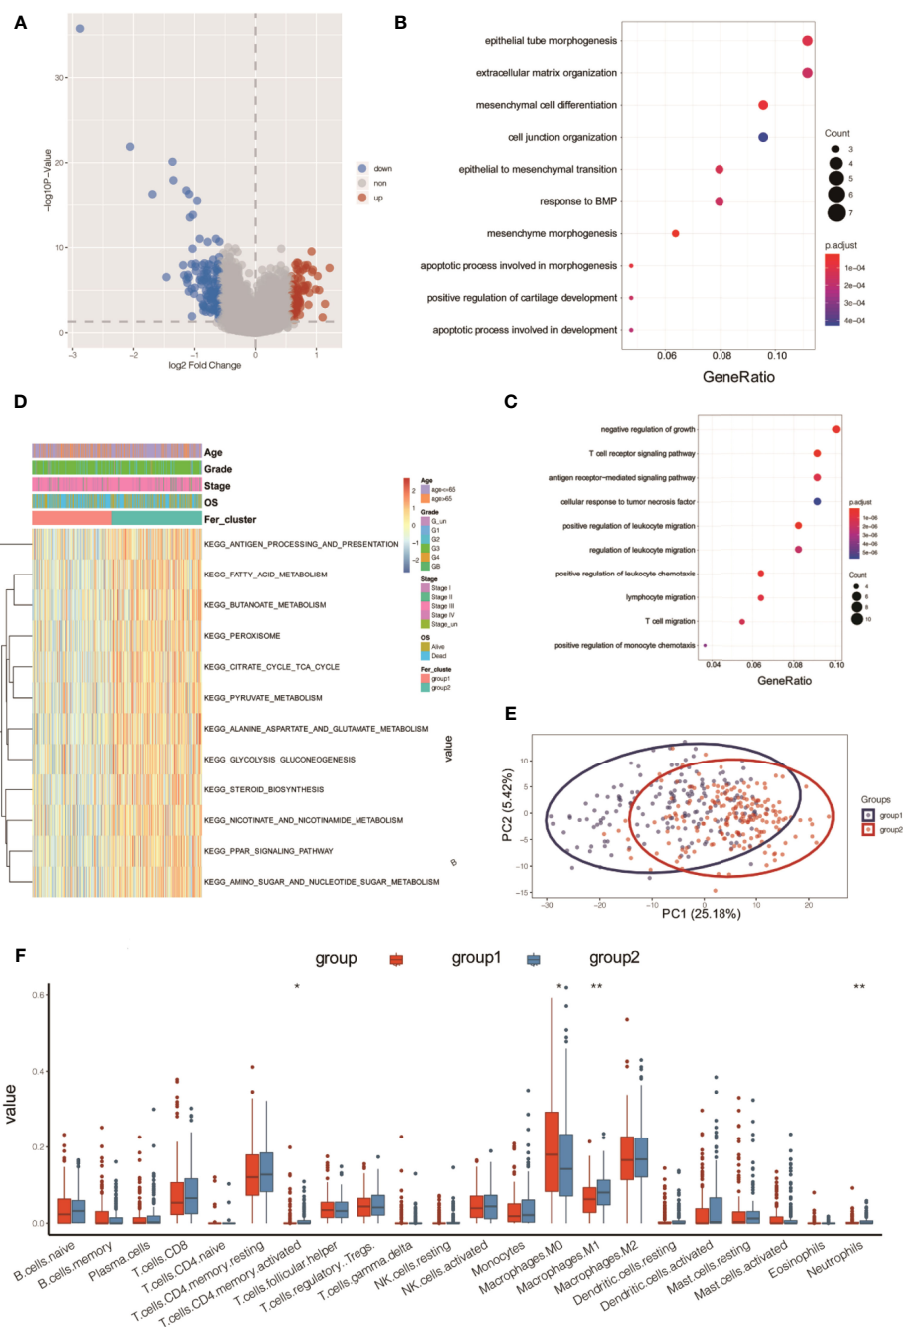 A
-log10P-Value
30
20
10
0
-3
-2
-1
0
1
log2 Fold Change
down
non
up
B
epithelial tube morphogenesis
extracellular matrix organization
mesenchymal cell differentiation
cell junction organization
epithelial to mesenchymal transition
response to BMP
mesenchyme morphogenesis
apoptotic process involved in morphogenesis
positive regulation of cartilage development
apoptotic process involved in development
0.06
0.08
0.10
GeneRatio
Count
3
4
5
6
7
p.adjust
1e-04
2e-04
3e-04
4e-04
D
Age
Grade
Stage
OS
Fer_cluster
KEGG_ANTIGEN_PROCESSING_AND_PRESENTATION
KEGG_FATTY_ACID_METABOLISM
KEGG_BUTANOATE_METABOLISM
KEGG_PEROXISOME
KEGG_CITRATE_CYCLE_TCA_CYCLE
KEGG_PYRUVATE_METABOLISM
KEGG_ALANINE_ASPARTATE_AND_GLUTAMATE_METABOLISM
KEGG_GLYCOLYSIS_GLUCONEOGENESIS
KEGG_STEROID_BIOSYNTHESIS
KEGG_NICOTINATE_AND_NICOTINAMIDE_METABOLISM
KEGG_PPAR_SIGNALING_PATHWAY
KEGG_AMINO_SUGAR_AND_NUCLEOTIDE_SUGAR_METABOLISM
2
1
0
-1
-2
Age
age<=65
age>65
Grade
G_un
G1
G2
G3
G4
GB
Stage
Stage I
Stage II
Stage III
Stage IV
Stage_un
OS
Alive
Dead
Fer_cluste
group1
group2
value
C
negative regulation of growth
T cell receptor signaling pathway
antigen receptor-mediated signaling pathway
cellular response to tumor necrosis factor
positive regulation of leukocyte migration
regulation of leukocyte migration
positive regulation of leukocyte chemotaxis
lymphocyte migration
T cell migration
positive regulation of monocyte chemotaxis
0.04
0.06
0.08
0.10
GeneRatio
p.adjust
1e-06
2e-06
3e-06
4e-06
5e-06
Count
4
6
8
10
E
PC2 (5.42%)
10
5
0
-5
-10
-15
-30
-20
-10
0
10
20
PC1 (25.18%)
Groups
group1
group2
F
group
group1
group2
value
0.6
0.4
0.2
0.0
*
*
**
**
B.cells.naive
B.cells.memory
Plasma.cells
T.cells.CD8
T.cells.CD4.naive
T.cells.CD4.memory.resting
T.cells.CD4.memory.activated
T.cells.follicular.helper
T.cells.regulatory..Tregs.
T.cells.gamma.delta
NK.cells.resting
NK.cells.activated
Monocytes
Macrophages.M0
Macrophages.M1
Macrophages.M2
Dendritic.cells.resting
Dendritic.cells.activated
Mast.cells.resting
Mast.cells.activated
Eosinophils
Neutrophils